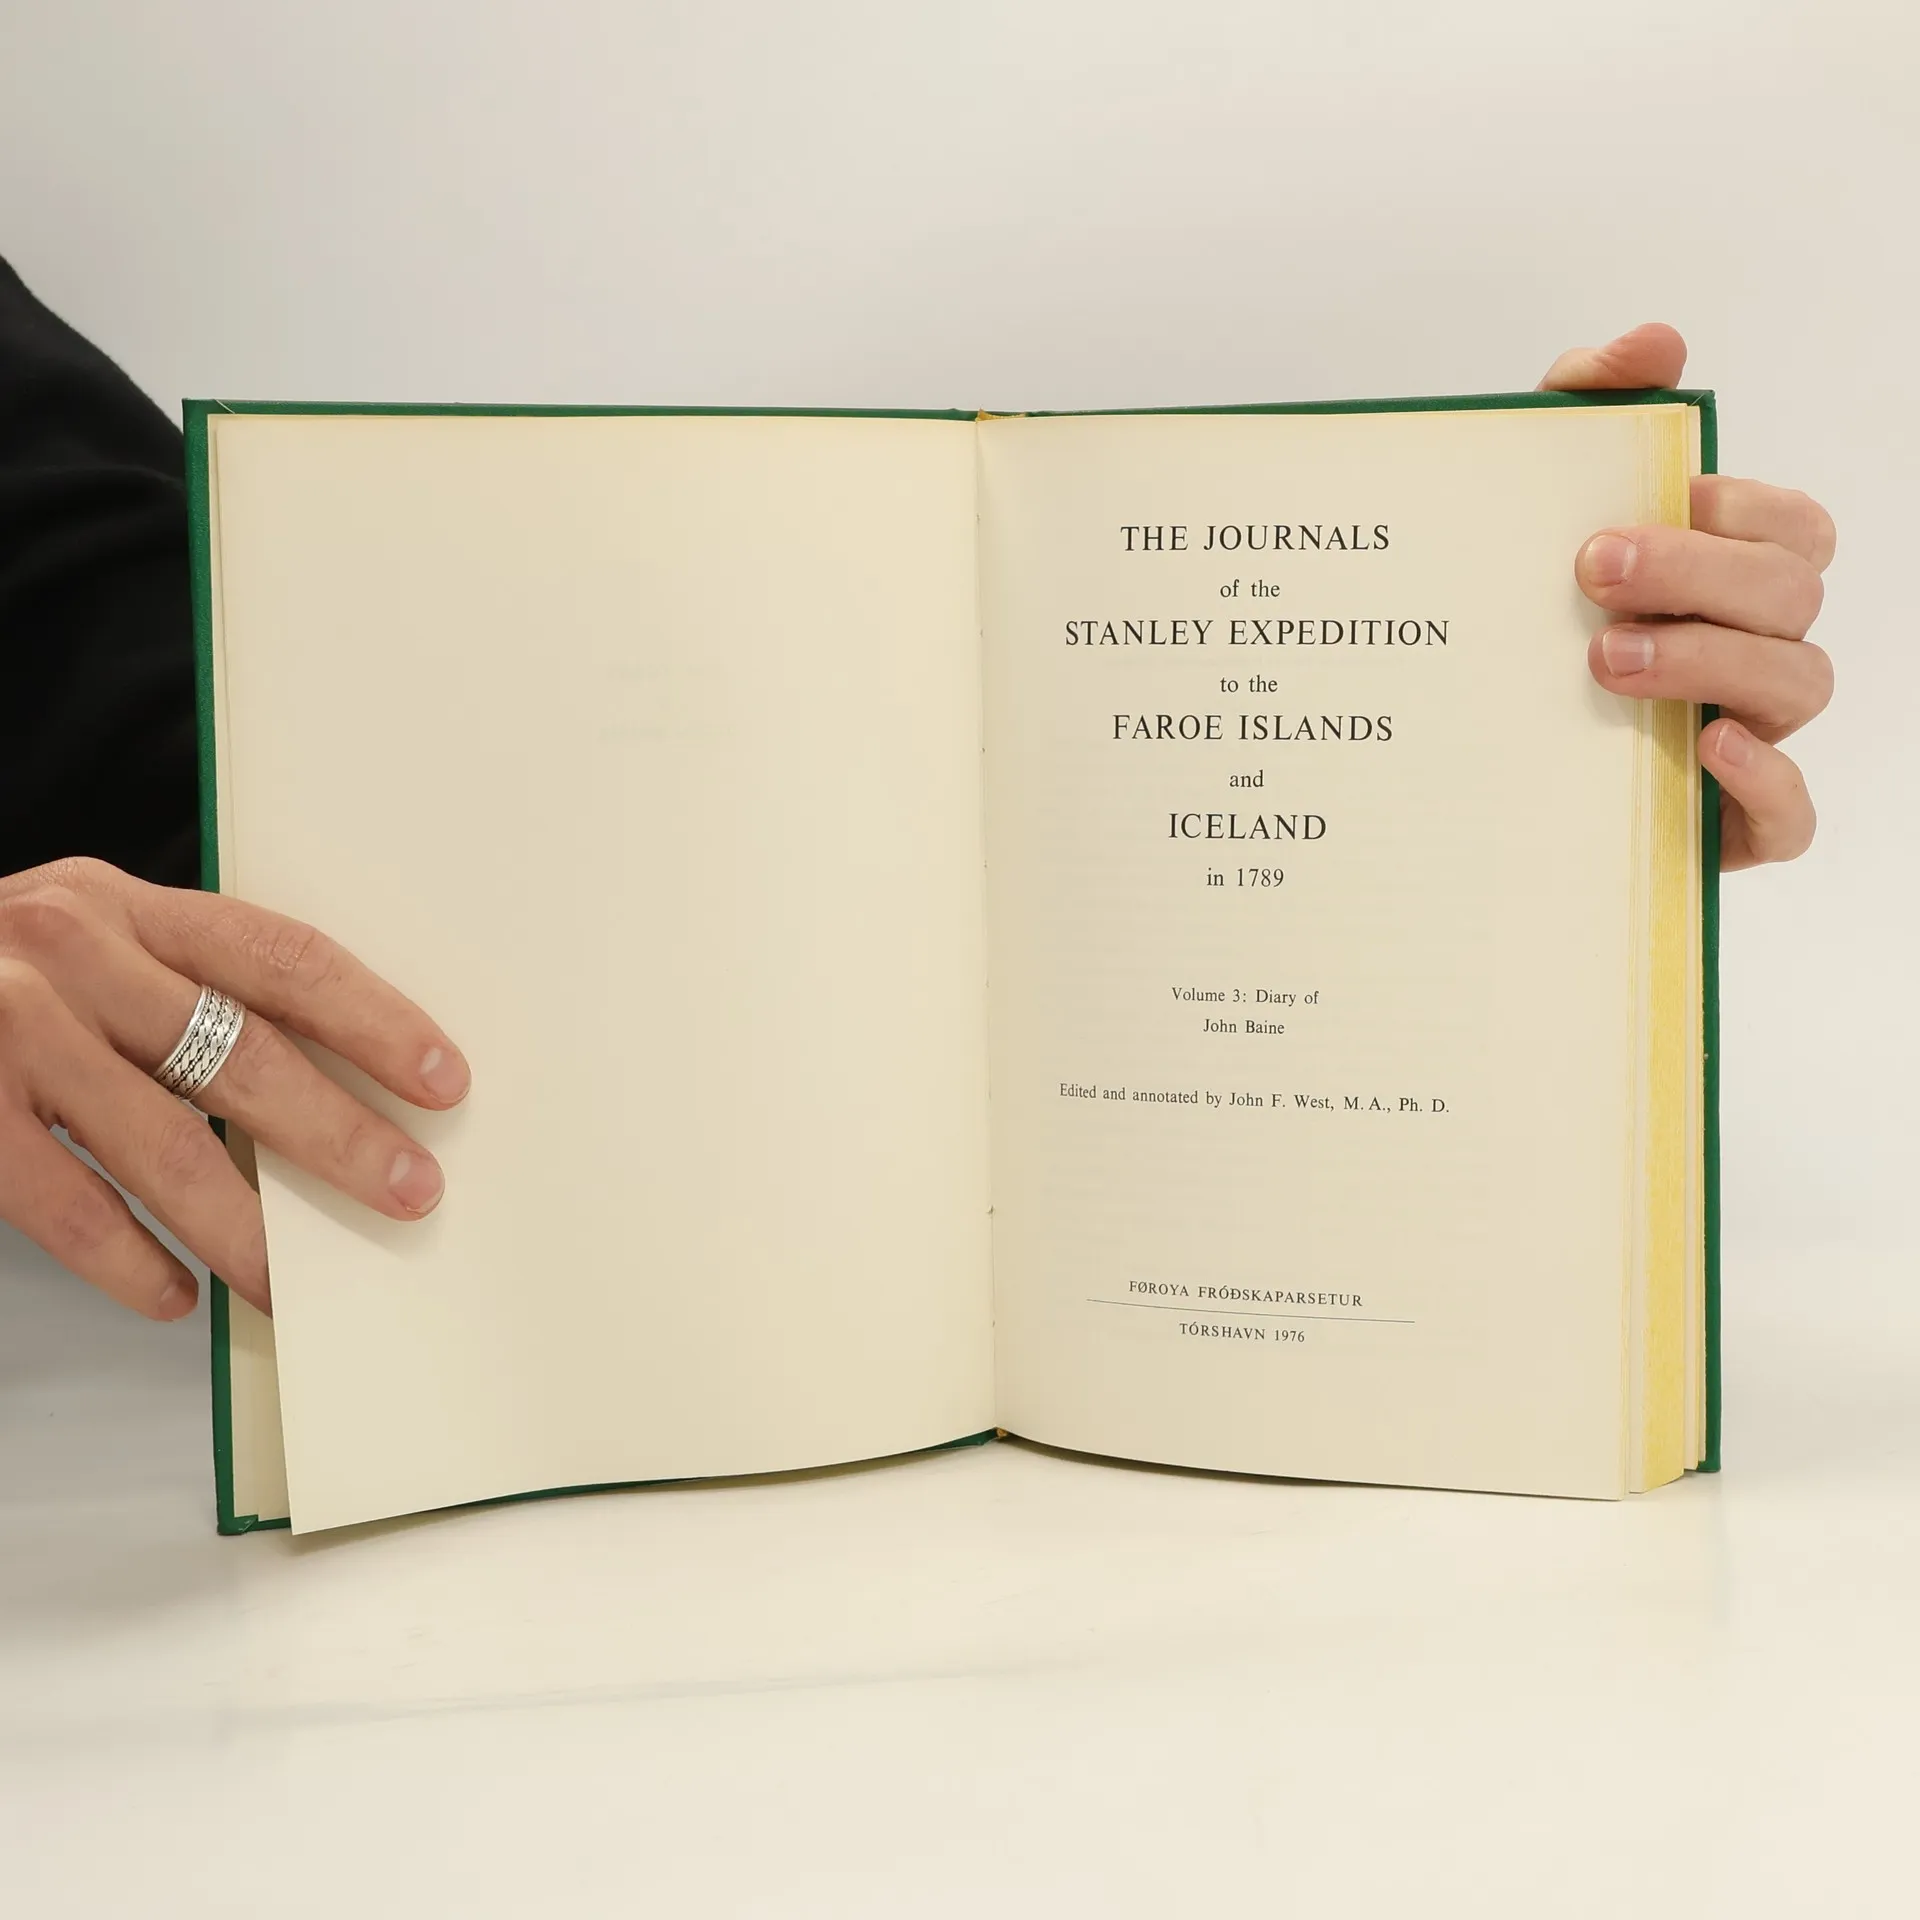 THE JOURNALS
of the
STANLEY EXPEDITION
to the
FAROE ISLANDS
and
ICELAND
in 1789
Volume 3: Diary of
John Baine
Edited and annotated by John F. West, M. A., Ph. D.
FØROYA FRÓÐSKAPARSETUR
TÓRSHAVN 1976